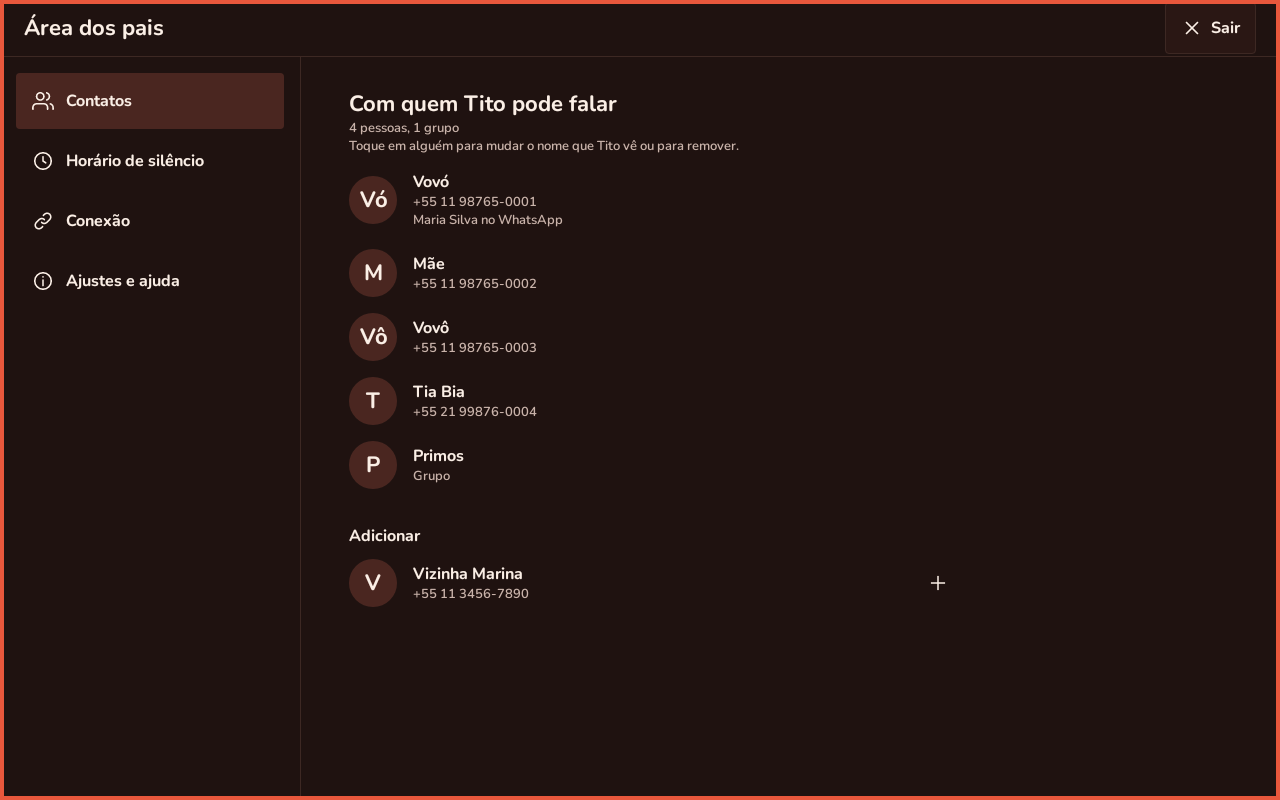 Área dos pais
Sair
Contatos
Horário de silêncio
Conexão
Ajustes e ajuda
Com quem Tito pode falar
4 pessoas, 1 grupo
Toque em alguém para mudar o nome que Tito vê ou para remover.
Vó
Vovó
+55 11 98765-0001
Maria Silva no WhatsApp
M
Mãe
+55 11 98765-0002
Vô
Vovô
+55 11 98765-0003
T
Tia Bia
+55 21 99876-0004
P
Primos
Grupo
Adicionar
V
Vizinha Marina
+55 11 3456-7890